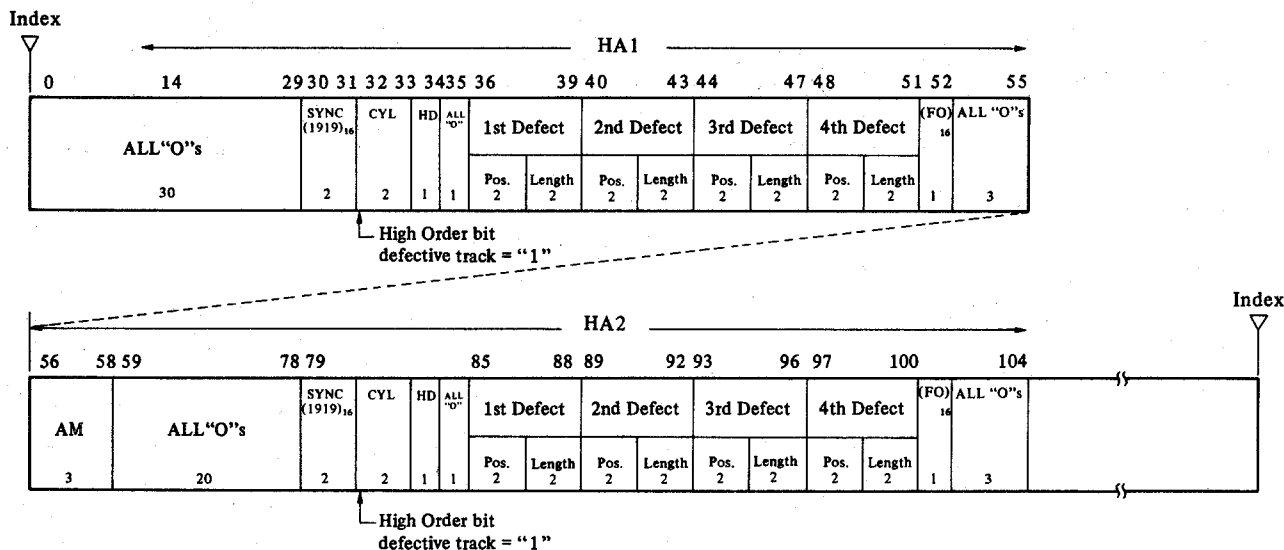 Index
HA1
0 14 29 30 31 32 33 34 35 36 39 40 43 44 47 48 51 52 55
ALL“O”s
30
SYNC
(1919)16
2
CYL
2
HD
1
ALL
"O"
1
1st Defect
Pos.
2
Length
2
2nd Defect
Pos.
2
Length
2
3rd Defect
Pos.
2
Length
2
4th Defect
Pos.
2
Length
2
(FO)
16
1
ALL “O”s
3
High Order bit
defective track = “1”
Index
HA2
56 58 59 78 79 85 88 89 92 93 96 97 100 104
AM
3
ALL“O”s
20
SYNC
(1919)16
2
CYL
2
HD
1
ALL
"O"
1
1st Defect
Pos.
2
Length
2
2nd Defect
Pos.
2
Length
2
3rd Defect
Pos.
2
Length
2
4th Defect
Pos.
2
Length
2
(FO)
16
1
ALL “O”s
3
High Order bit
defective track = “1”